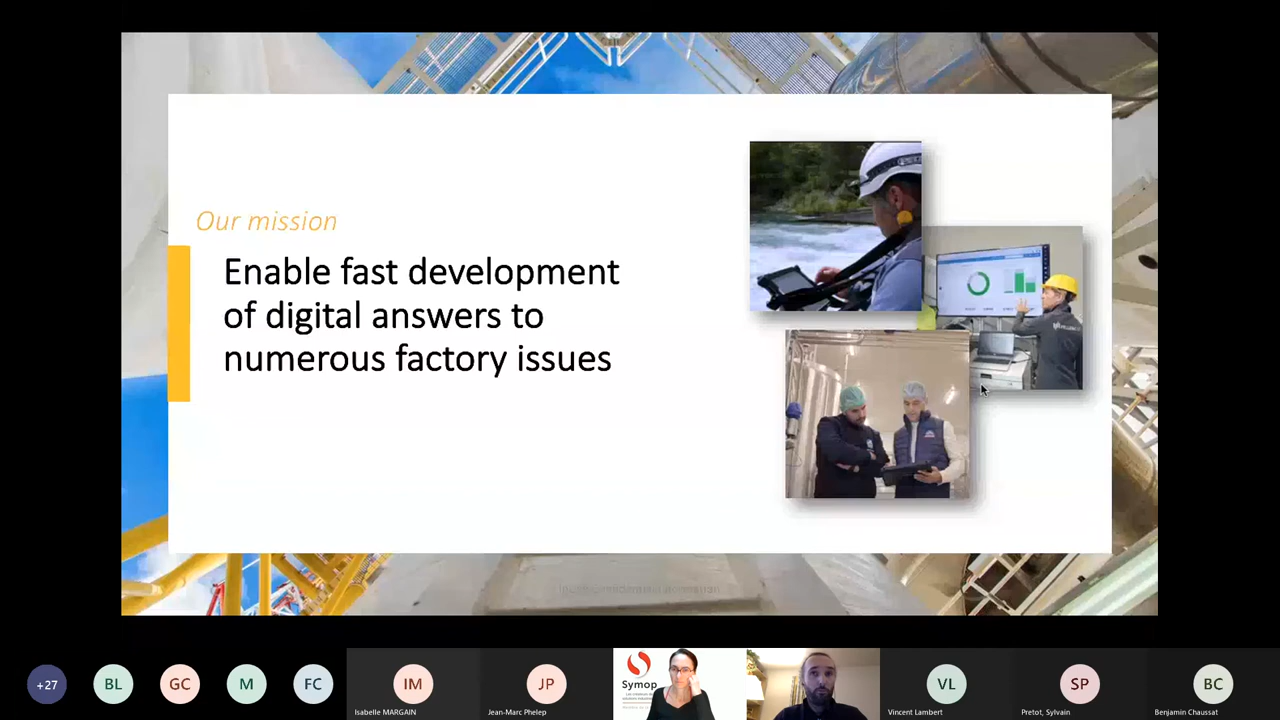 Our mission
Enable fast development
of digital answers to
numerous factory issues
+27
BL
GC
M
FC
IM
Isabelle MARGAIN
JP
Jean-Marc Phelep
Symop
VL
Vincent Lambert
SP
Pretot, Sylvain
BC
Benjamin Chaussat